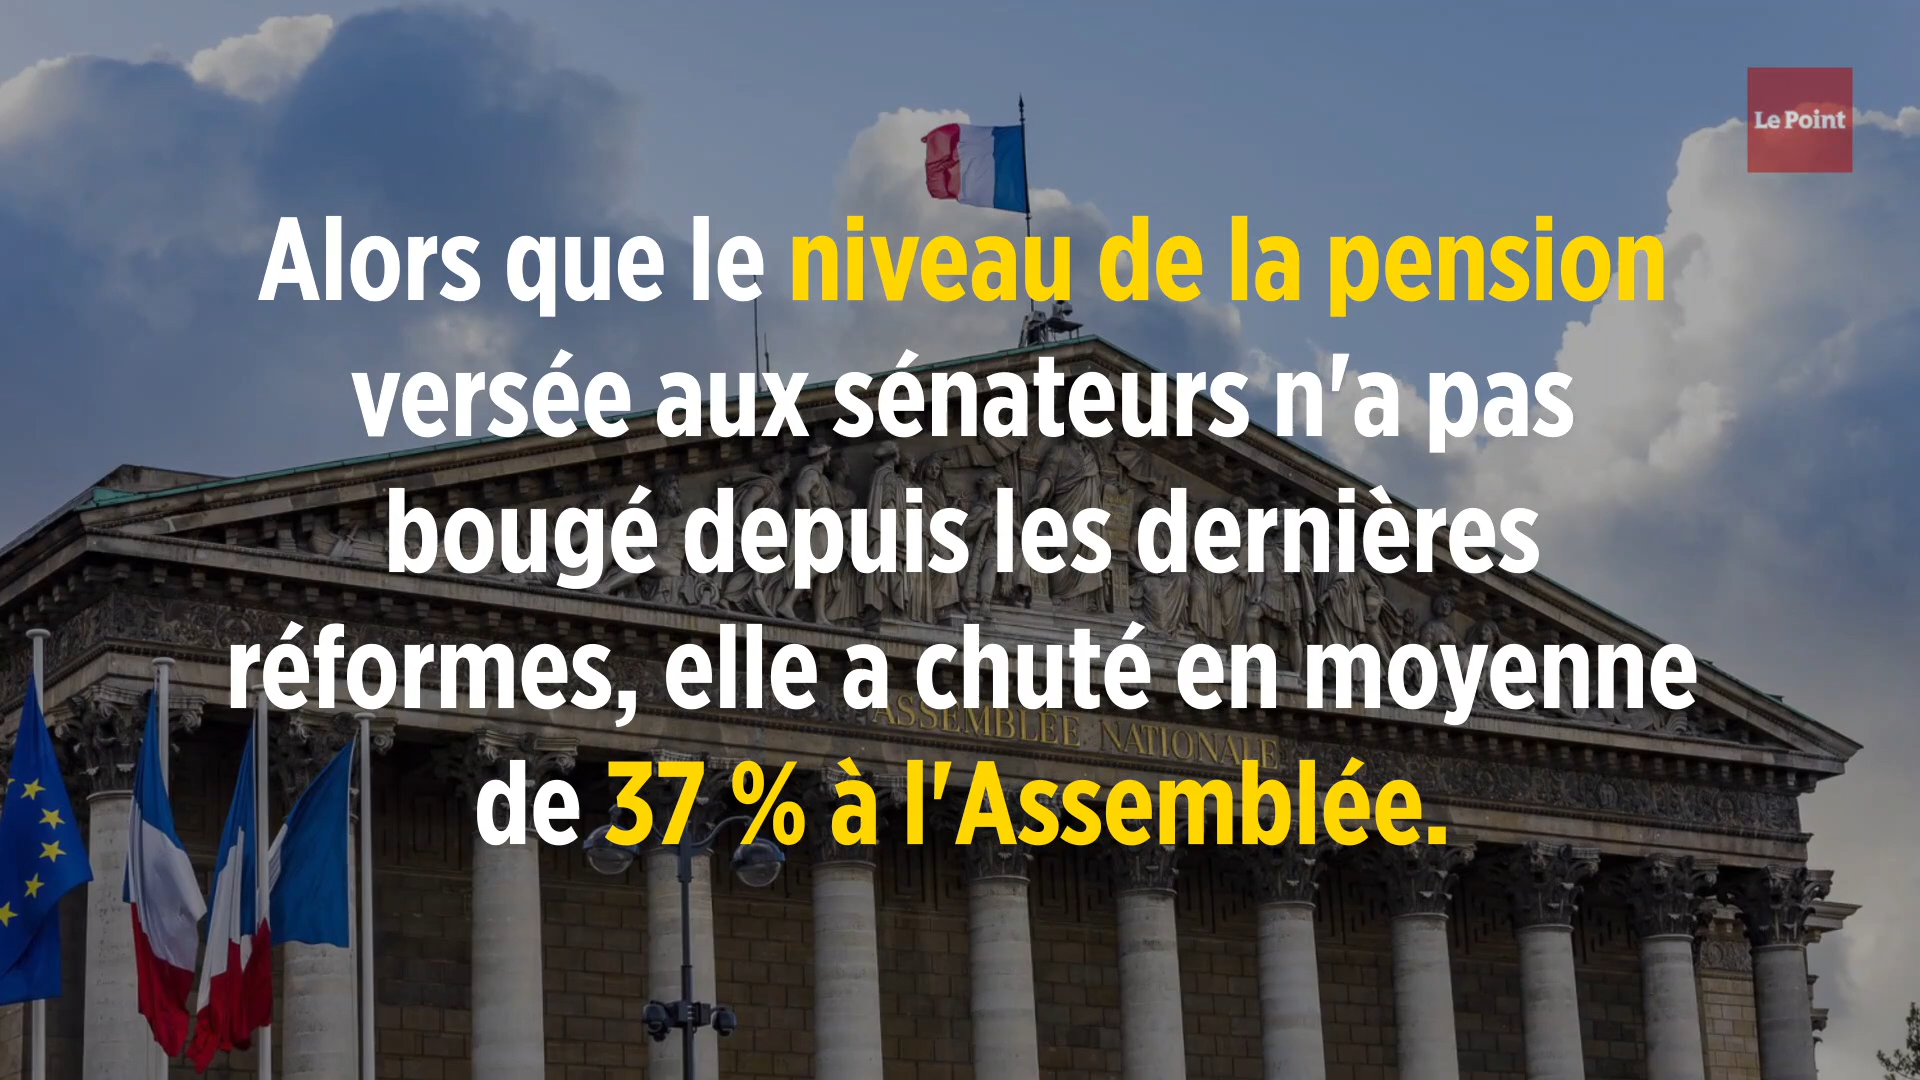 Le Point
Alors que le niveau de la pension
versée aux sénateurs n'a pas
bougé depuis les dernières
réformes, elle a chuté en moyenne
ASSEMBLÉE NATIONALE
de 37 % à l'Assemblée.